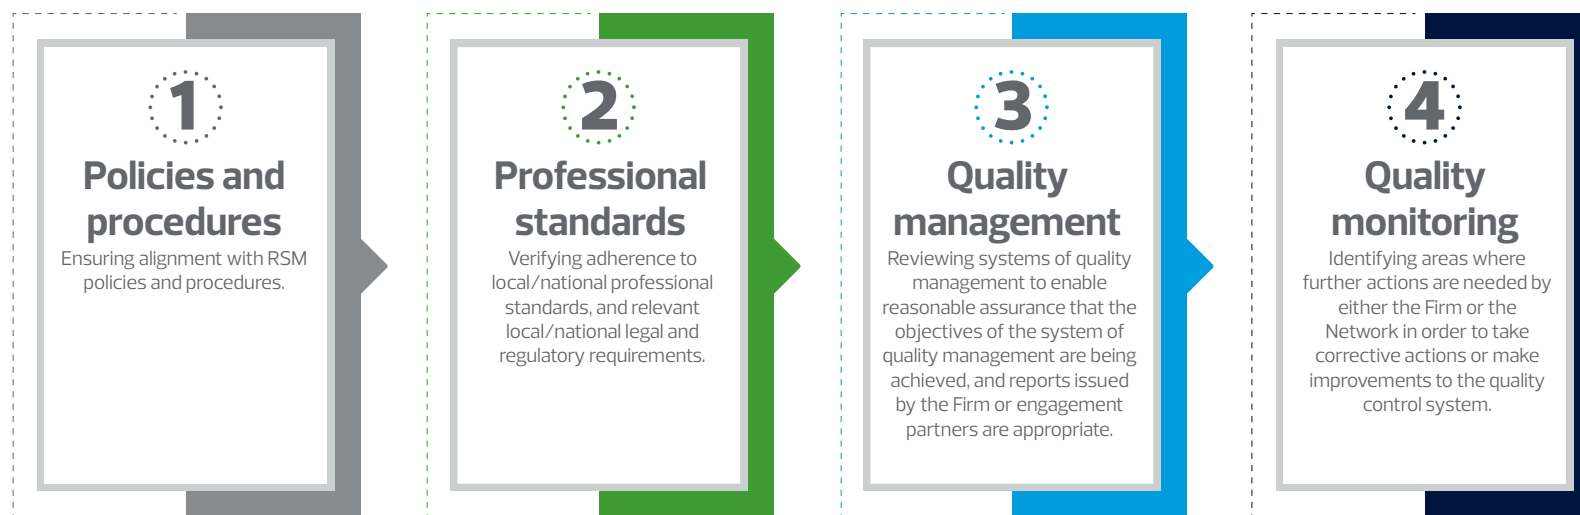 1
Policies and
procedures
Ensuring alignment with RSM
policies and procedures.
2
Professional
standards
Verifying adherence to
local/national professional
standards, and relevant
local/national legal and
regulatory requirements.
3
Quality
management
Reviewing systems of quality
management to enable
reasonable assurance that the
objectives of the system of
quality management are being
achieved, and reports issued
by the Firm or engagement
partners are appropriate.
4
Quality
monitoring
Identifying areas where
further actions are needed by
either the Firm or the
Network in order to take
corrective actions or make
improvements to the quality
control system.